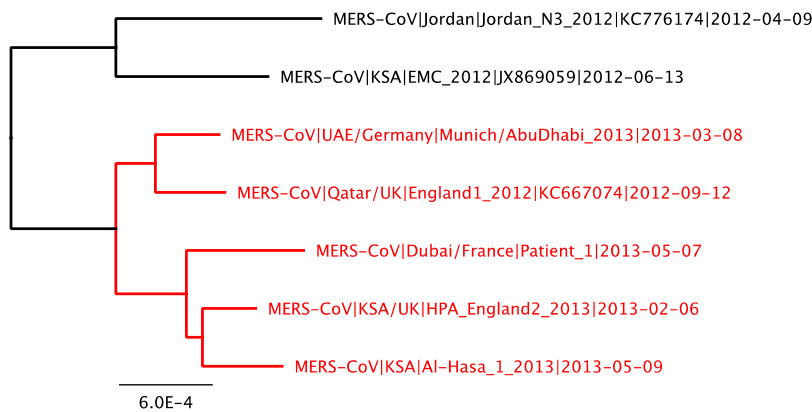 MERS-CoV|Jordan|Jordan_N3_2012|KC776174|2012-04-09
MERS-CoV|KSA|EMC_2012|JX869059|2012-06-13
MERS-CoV|UAE/Germany|Munich/AbuDhabi_2013|2013-03-08
MERS-CoV|Qatar/UK|England1_2012|KC667074|2012-09-12
MERS-CoV|Dubai/France|Patient_1|2013-05-07
MERS-CoV|KSA/UK|HPA_England2_2013|2013-02-06
MERS-CoV|KSA|Al-Hasa_1_2013|2013-05-09
6.0E-4